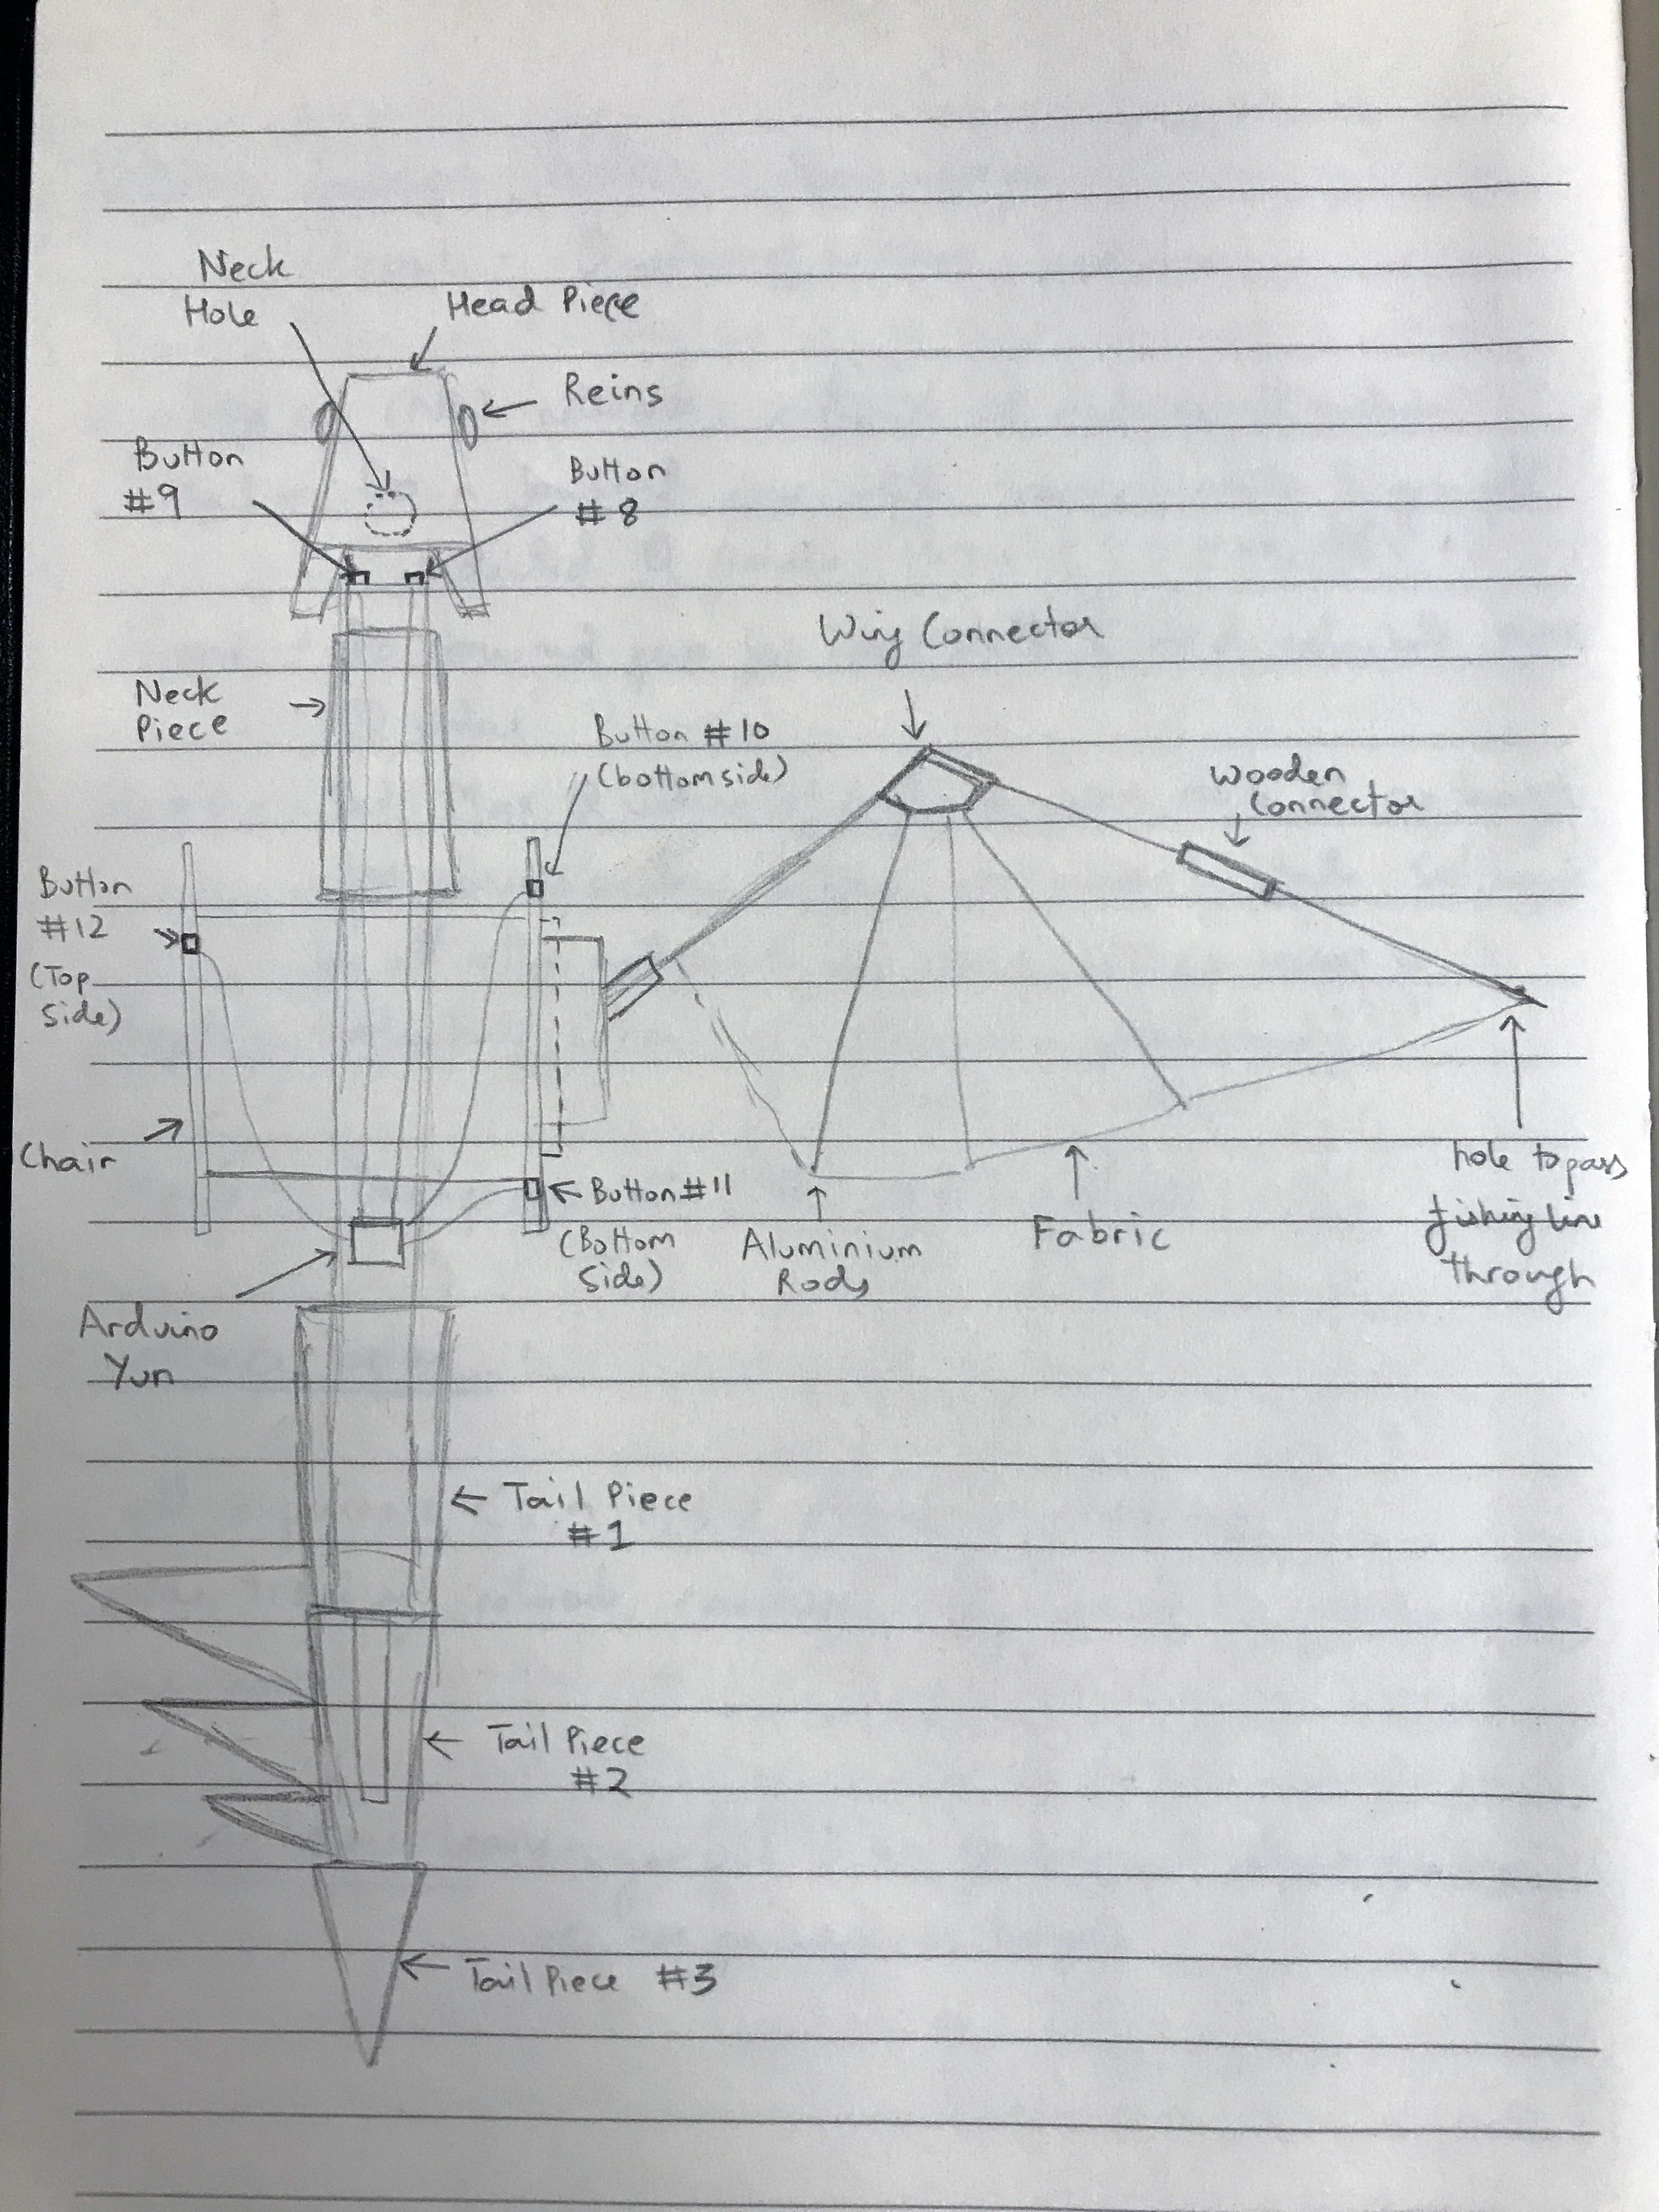 Neck
Hole
Head Piece
Reins
Button
#9
Button
#8
Wing Connector
Neck
Piece
Button #10
(bottom side)
Wooden
Connector
Button
#12
(Top
Side)
Chair
Button #11
(Bottom
Side)
Aluminium
Rods
Fabric
hole to pass
fishing line
through
Arduino
Yun
Tail Piece
#1
Tail Piece
#2
Tail Piece #3